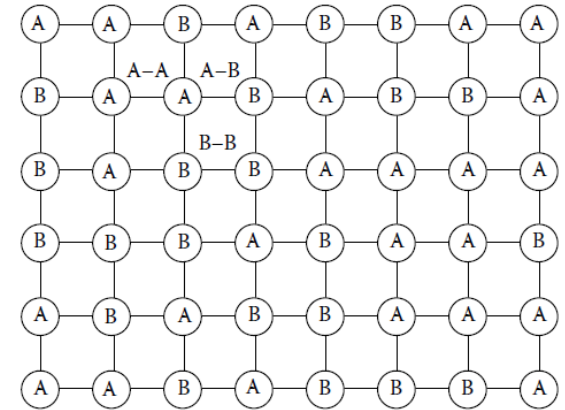 A A B A B B A A
A–A A–B
B A A B A B B A
B–B
B A B B A A A A
B B B A B A A B
A B A B B A A A
A A B A B B B A